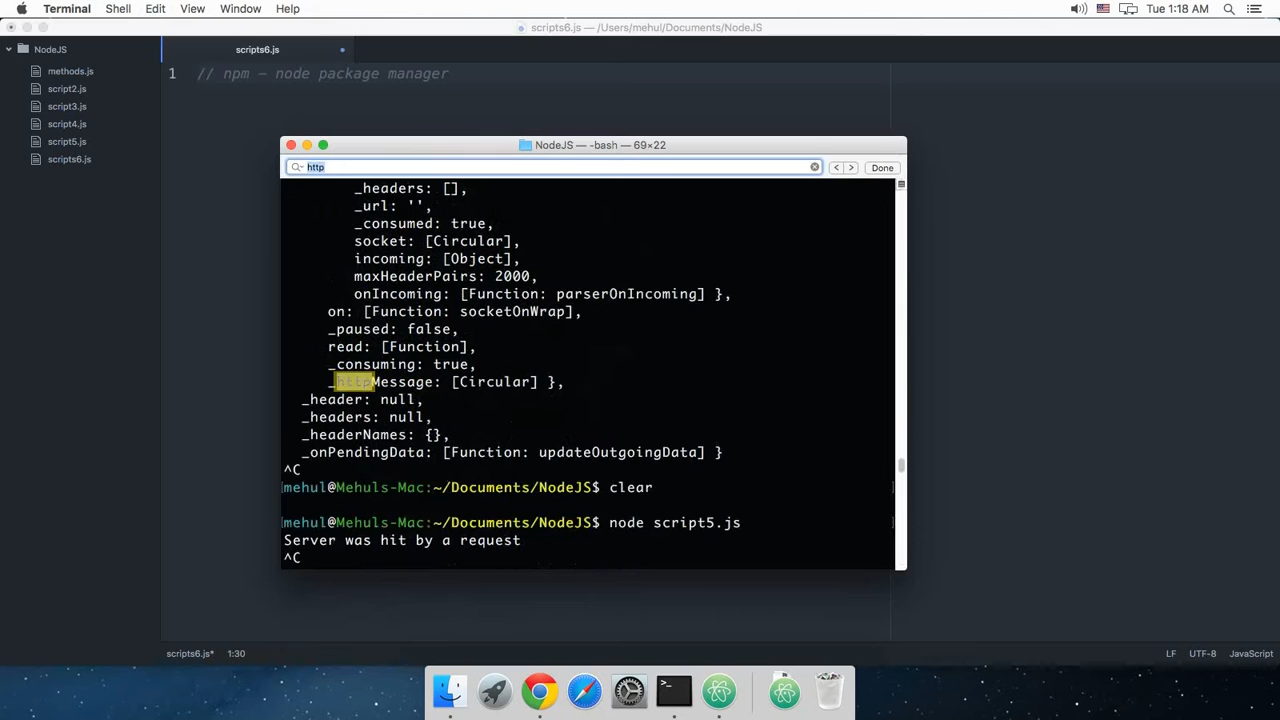 Terminal Shell Edit View Window Help Tue 1:18 AM
scripts6.js — /Users/mehul/Documents/NodeJS
NodeJS
methods.js
script2.js
script3.js
script4.js
script5.js
scripts6.js
scripts6.js
1 // npm - node package manager
NodeJS — -bash — 69×22
http
Done
_headers: [],
_url: '',
_consumed: true,
socket: [Circular],
incoming: [Object],
maxHeaderPairs: 2000,
onIncoming: [Function: parserOnIncoming] },
on: [Function: socketOnWrap],
_paused: false,
read: [Function],
_consuming: true,
_httpMessage: [Circular] },
_header: null,
_headers: null,
_headerNames: {},
_onPendingData: [Function: updateOutgoingData] }
^C
mehul@Mehuls-Mac:~/Documents/NodeJS$ clear
mehul@Mehuls-Mac:~/Documents/NodeJS$ node script5.js
Server was hit by a request
^C
scripts6.js* 1:30 LF UTF-8 JavaScript